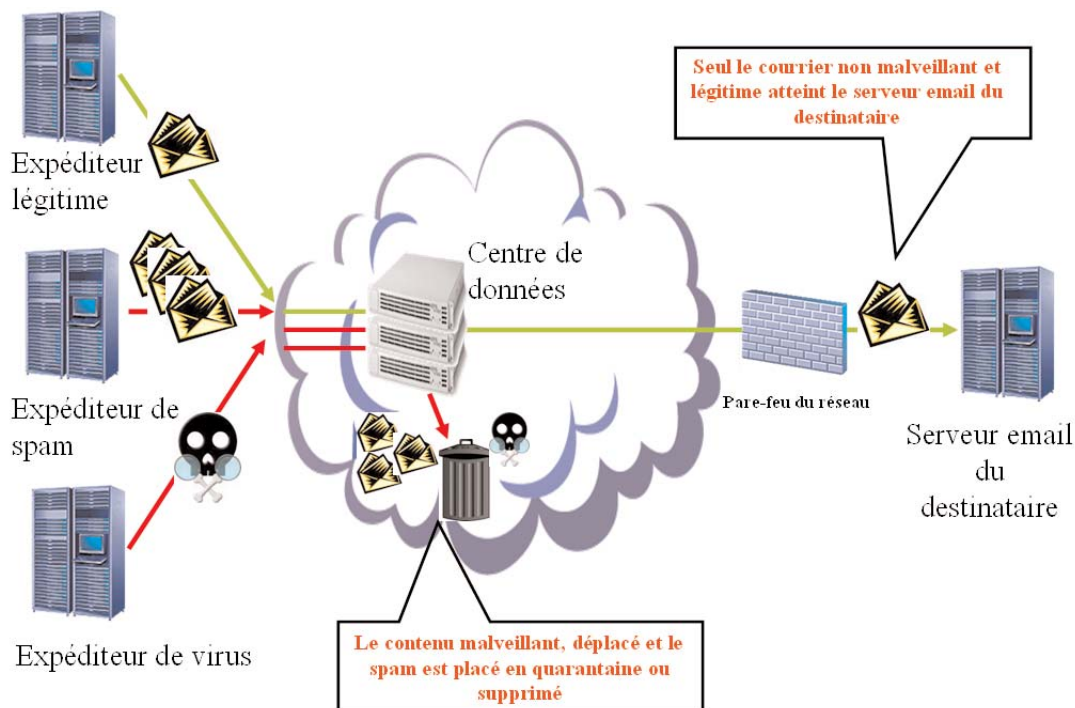 Expéditeur
légitime
Seul le courrier non malveillant et
légitime atteint le serveur email du
destinataire
Centre de
données
Expéditeur de
spam
Pare-feu du réseau
Serveur email
du
destinataire
Expéditeur de virus
Le contenu malveillant, déplacé et le
spam est placé en quarantaine ou
supprimé